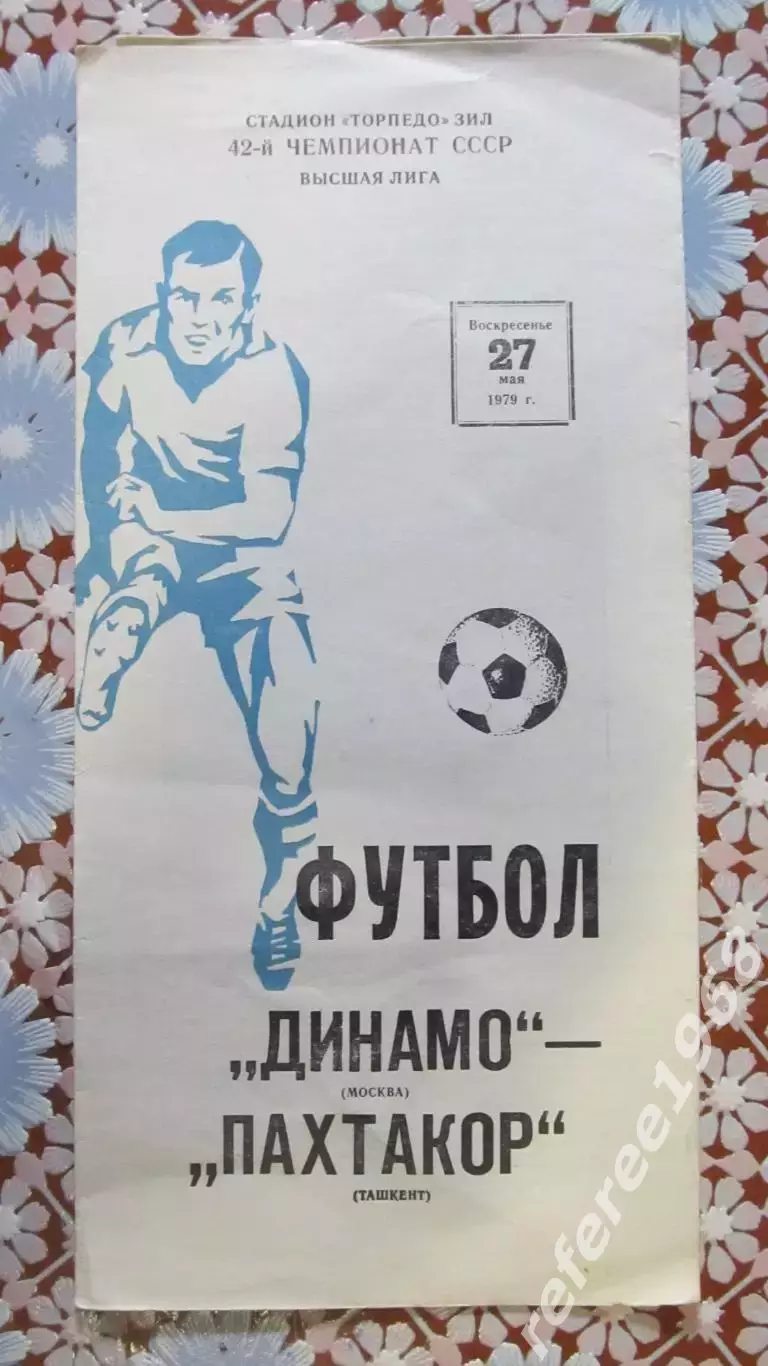 СТАДИОН «ТОРПЕДО» ЗИЛ
42-й ЧЕМПИОНАТ СССР
ВЫСШАЯ ЛИГА
Воскресенье
27
мая
1979 г.
ФУТБОЛ
„ДИНАМО“—
(МОСКВА)
„ПАХТАКОР“
(ТАШКЕНТ)
referee1968